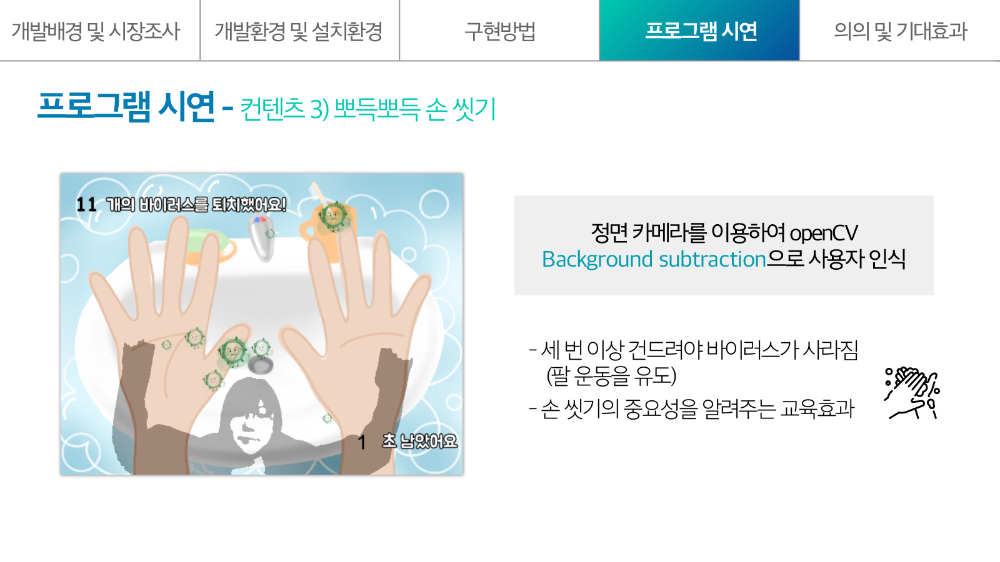 개발배경 및 시장조사
개발환경 및 설치환경
구현방법
프로그램 시연
의의 및 기대효과
프로그램 시연 - 컨텐츠 3) 뽀득뽀득 손 씻기
11 개의 바이러스를 퇴치했어요!
1 초 남았어요
정면 카메라를 이용하여 openCV
Background subtraction으로 사용자 인식
- 세 번 이상 건드려야 바이러스가 사라짐
(팔 운동을 유도)
- 손 씻기의 중요성을 알려주는 교육효과